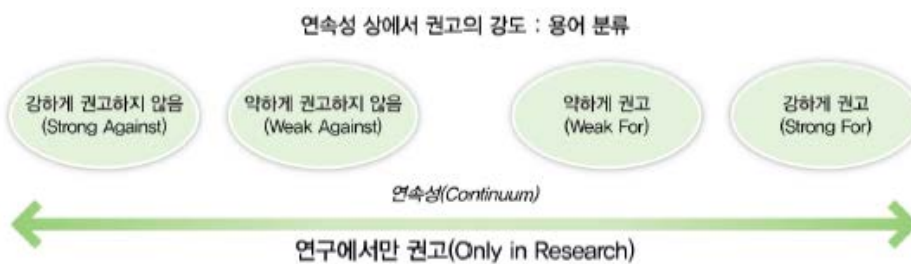 연속성 상에서 권고의 강도 : 용어 분류
강하게 권고하지 않음
(Strong Against)
약하게 권고하지 않음
(Weak Against)
약하게 권고
(Weak For)
강하게 권고
(Strong For)
연속성(Continuum)
연구에서만 권고(Only in Research)